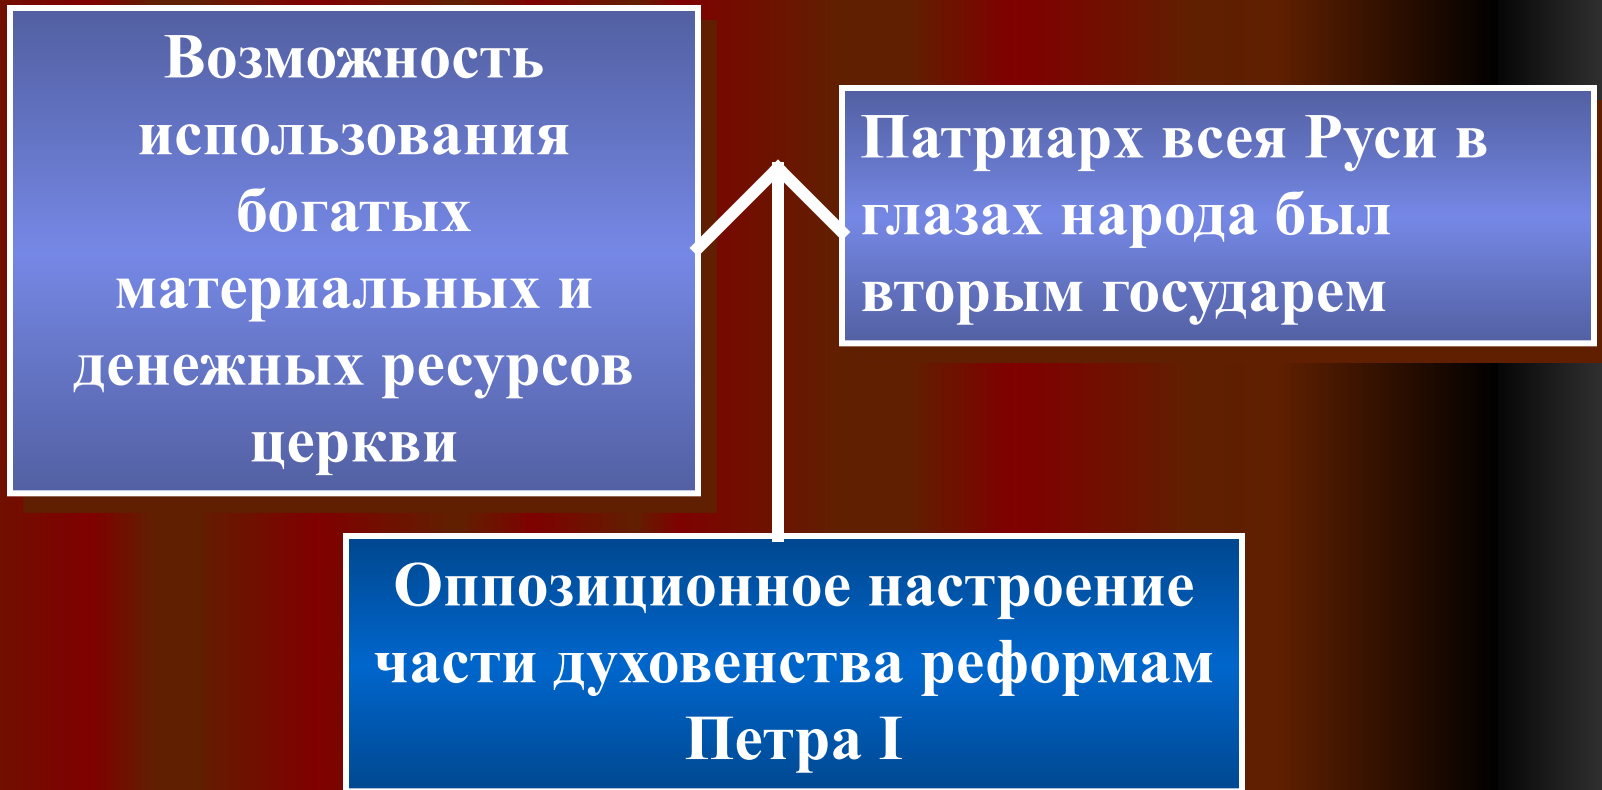 Возможность
использования
богатых
материальных и
денежных ресурсов
церкви
Патриарх всея Руси в
глазах народа был
вторым государем
Оппозиционное настроение
части духовенства реформам
Петра I